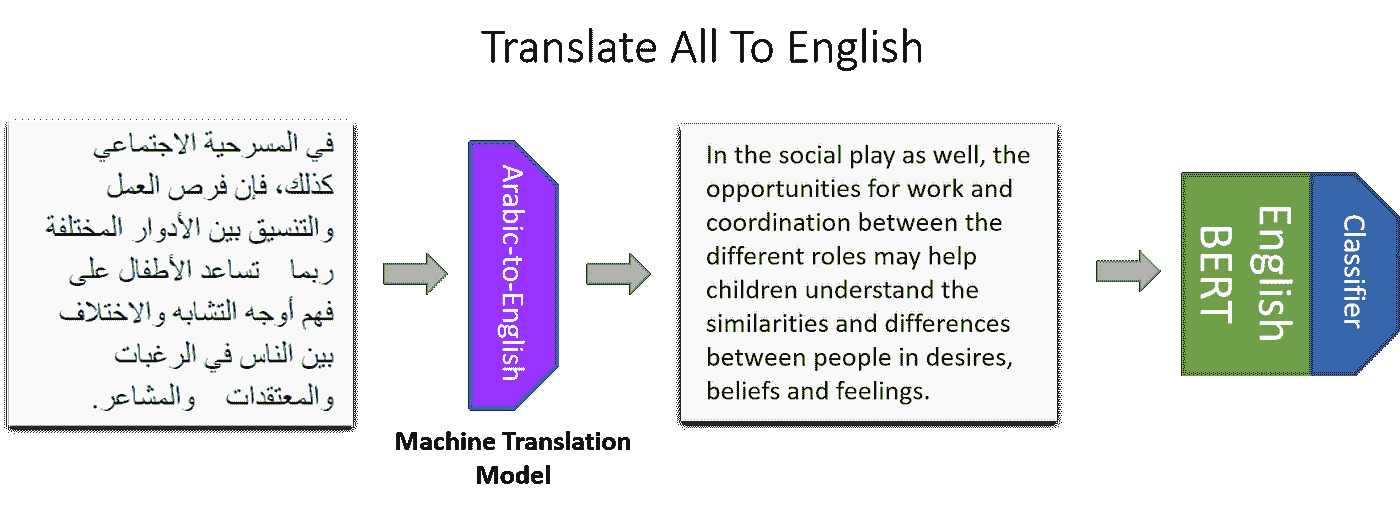 Translate All To English
في المسرحية الاجتماعي
كذلك، فإن فرص العمل
والتنسيق بين الأدوار المختلفة
ربما تساعد الأطفال على
فهم أوجه التشابه والاختلاف
بين الناس في الرغبات
والمعتقدات والمشاعر.
Arabic-to-English
Machine Translation
Model
In the social play as well, the
opportunities for work and
coordination between the
different roles may help
children understand the
similarities and differences
between people in desires,
beliefs and feelings.
English
BERT
Classifier